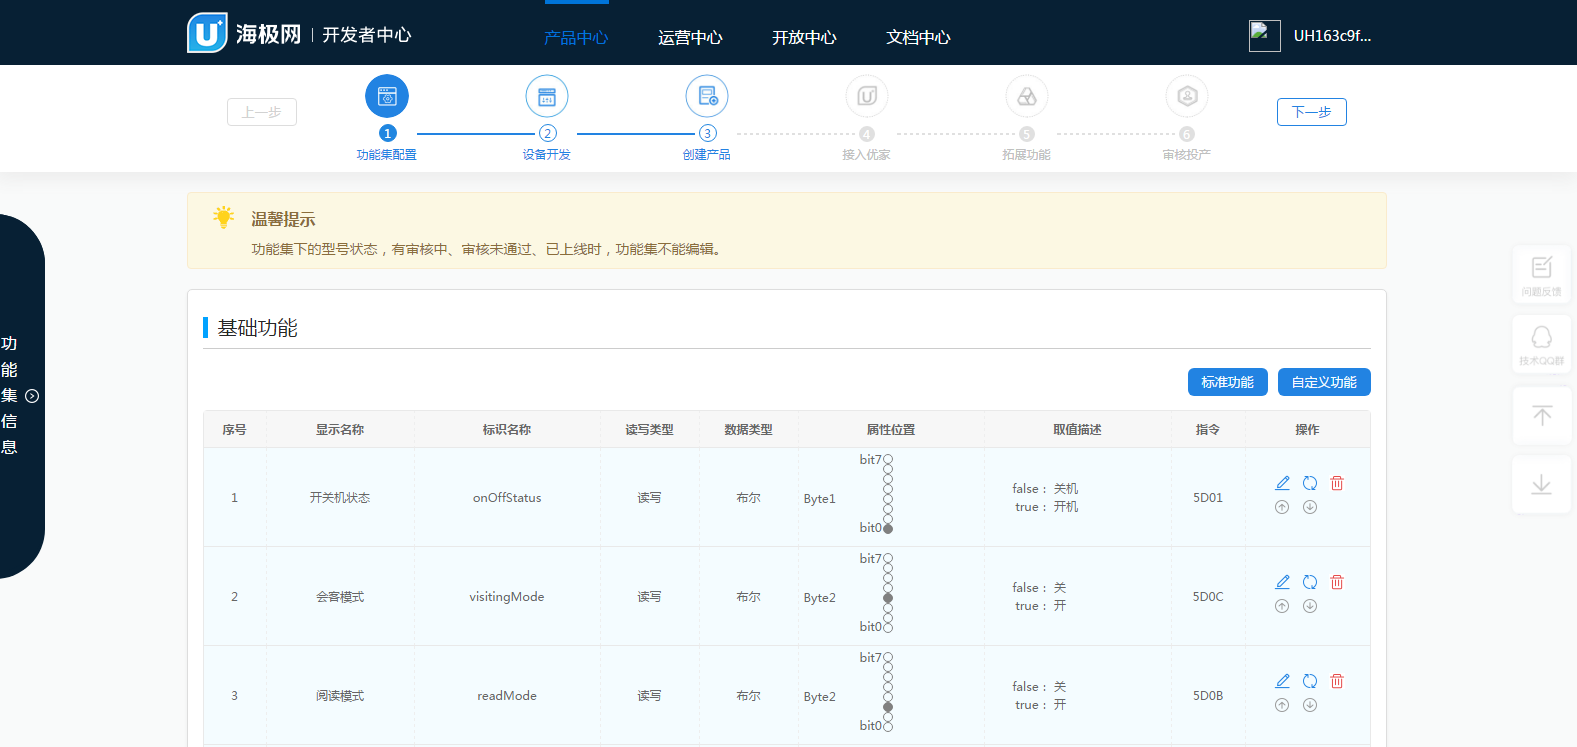 海极网 | 开发者中心
产品中心 运营中心 开放中心 文档中心
UH163c9f...
上一步
1 2 3 4 5 6
功能集配置 设备开发 创建产品 接入优家 拓展功能 审核投产
下一步
温馨提示
功能集下的型号状态，有审核中、审核未通过、已上线时，功能集不能编辑。
功能集信息
基础功能
标准功能 自定义功能
序号 显示名称 标识名称 读写类型 数据类型 属性位置 取值描述 指令 操作
bit7
1 开关机状态 onOffStatus 读写 布尔 Byte1 5D01
false： 关机
true： 开机
bit0
bit7
2 会客模式 visitingMode 读写 布尔 Byte2 5D0C
false： 关
true： 开
bit0
bit7
3 阅读模式 readMode 读写 布尔 Byte2 5D0B
false： 关
true： 开
bit0
问题反馈
技术QQ群